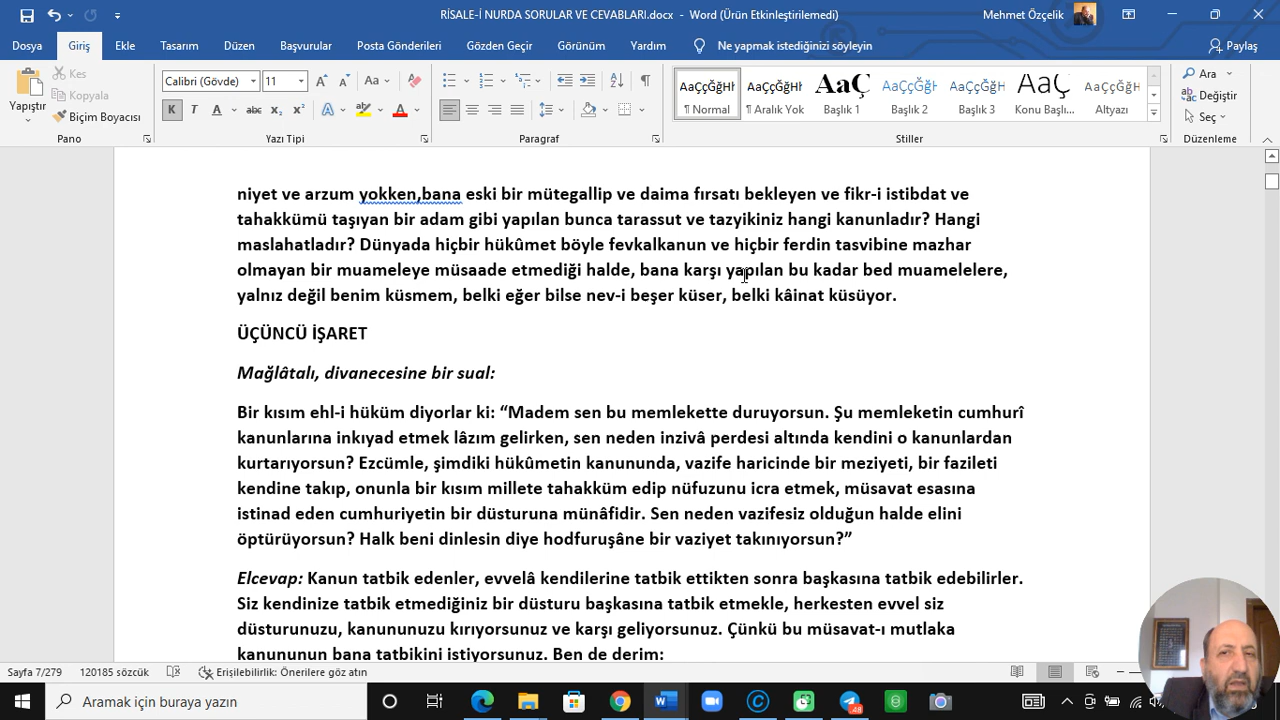 RİSALE-İ NURDA SORULAR VE CEVABLARI.docx - Word (Ürün Etkinleştirilemedi)
Mehmet Özçelik
Dosya Giriş Ekle Tasarım Düzen Başvurular Posta Gönderileri Gözden Geçir Görünüm Yardım Ne yapmak istediğinizi söyleyin Paylaş
Yapıştır
Kes
Kopyala
Biçim Boyacısı
Calibri (Gövde) 11
K T A abc x₂ x² A A
AaÇçĞğHh AaÇçĞğHh AaÇ AaÇçĞğH AaÇçĞğH AaÇ AaÇçĞğH
¶ Normal ¶ Aralık Yok Başlık 1 Başlık 2 Başlık 3 Konu Başlı... Altyazı
Ara
Değiştir
Seç
Pano Yazı Tipi Paragraf Stiller Düzenleme
niyet ve arzum yokken,bana eski bir mütegallip ve daima fırsatı bekleyen ve fikr-i istibdat ve
tahakkümü taşıyan bir adam gibi yapılan bunca tarassut ve tazyikiniz hangi kanunladır? Hangi
maslahatladır? Dünyada hiçbir hükûmet böyle fevkalkanun ve hiçbir ferdin tasvibine mazhar
olmayan bir muameleye müsaade etmediği halde, bana karşı yapılan bu kadar bed muamelelere,
yalnız değil benim küsmem, belki eğer bilse nev-i beşer küser, belki kâinat küsüyor.
ÜÇÜNCÜ İŞARET
Mağlâtalı, divanecesine bir sual:
Bir kısım ehl-i hüküm diyorlar ki: “Madem sen bu memlekette duruyorsun. Şu memleketin cumhurî
kanunlarına inkıyad etmek lâzım gelirken, sen neden inzivâ perdesi altında kendini o kanunlardan
kurtarıyorsun? Ezcümle, şimdiki hükûmetin kanununda, vazife haricinde bir meziyeti, bir fazileti
kendine takıp, onunla bir kısım millete tahakküm edip nüfuzunu icra etmek, müsavat esasına
istinad eden cumhuriyetin bir düsturuna münâfidir. Sen neden vazifesiz olduğun halde elini
öptürüyorsun? Halk beni dinlesin diye hodfuruşâne bir vaziyet takınıyorsun?”
Elcevap: Kanun tatbik edenler, evvelâ kendilerine tatbik ettikten sonra başkasına tatbik edebilirler.
Siz kendinize tatbik etmediğiniz bir düsturu başkasına tatbik etmekle, herkesten evvel siz
düsturunuzu, kanununuzu kırıyorsunuz ve karşı geliyorsunuz. Çünkü bu müsavat-ı mutlaka
kanununun bana tatbikini istiyorsunuz. Ben de derim:
Sayfa 7/279 120185 sözcük Erişilebilirlik: Önerilere göz atın
Aramak için buraya yazın
48